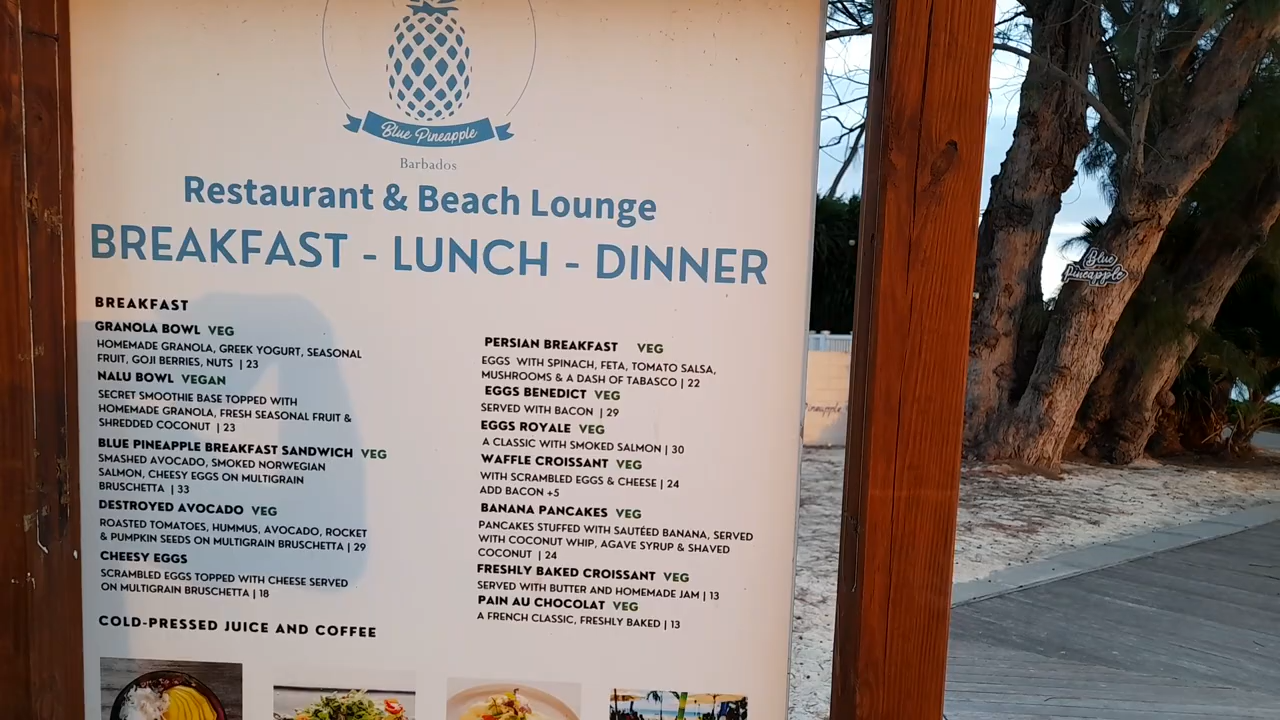 Blue Pineapple
Barbados
Restaurant & Beach Lounge
BREAKFAST - LUNCH - DINNER
BREAKFAST
GRANOLA BOWL VEG
HOMEMADE GRANOLA, GREEK YOGURT, SEASONAL
FRUIT, GOJI BERRIES, NUTS | 23
NALU BOWL VEGAN
SECRET SMOOTHIE BASE TOPPED WITH
HOMEMADE GRANOLA, FRESH SEASONAL FRUIT &
SHREDDED COCONUT | 23
BLUE PINEAPPLE BREAKFAST SANDWICH VEG
SMASHED AVOCADO, SMOKED NORWEGIAN
SALMON, CHEESY EGGS ON MULTIGRAIN
BRUSCHETTA | 33
DESTROYED AVOCADO VEG
ROASTED TOMATOES, HUMMUS, AVOCADO, ROCKET
& PUMPKIN SEEDS ON MULTIGRAIN BRUSCHETTA | 29
CHEESY EGGS
SCRAMBLED EGGS TOPPED WITH CHEESE SERVED
ON MULTIGRAIN BRUSCHETTA | 18
COLD-PRESSED JUICE AND COFFEE
PERSIAN BREAKFAST VEG
EGGS WITH SPINACH, FETA, TOMATO SALSA,
MUSHROOMS & A DASH OF TABASCO | 22
EGGS BENEDICT VEG
SERVED WITH BACON | 29
EGGS ROYALE VEG
A CLASSIC WITH SMOKED SALMON | 30
WAFFLE CROISSANT VEG
WITH SCRAMBLED EGGS & CHEESE | 24
ADD BACON +5
BANANA PANCAKES VEG
PANCAKES STUFFED WITH SAUTÉED BANANA, SERVED
WITH COCONUT WHIP, AGAVE SYRUP & SHAVED
COCONUT | 24
FRESHLY BAKED CROISSANT VEG
SERVED WITH BUTTER AND HOMEMADE JAM | 13
PAIN AU CHOCOLAT VEG
A FRENCH CLASSIC, FRESHLY BAKED | 13
Blue
Pineapple
Pineapple